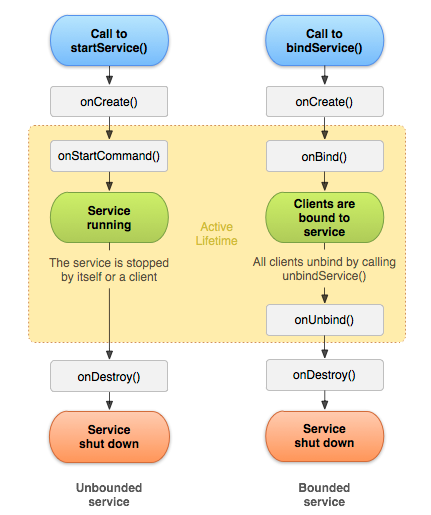 Call to
startService()
onCreate()
onStartCommand()
Service
running
The service is stopped
by itself or a client
onDestroy()
Service
shut down
Unbounded
service
Active
Lifetime
Call to
bindService()
onCreate()
onBind()
Clients are
bound to
service
All clients unbind by calling
unbindService()
onUnbind()
onDestroy()
Service
shut down
Bounded
service